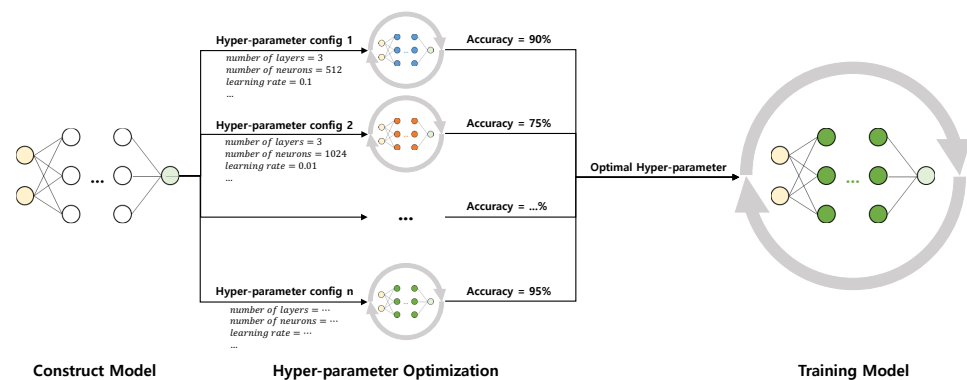 Hyper-parameter config 1
number of layers = 3
number of neurons = 512
learning rate = 0.1
...
Accuracy = 90%
Hyper-parameter config 2
number of layers = 3
number of neurons = 1024
learning rate = 0.01
...
Accuracy = 75%
...
Optimal Hyper-parameter
...
...
Accuracy = ...%
Hyper-parameter config n
number of layers = ⋯
number of neurons = ⋯
learning rate = ⋯
...
Accuracy = 95%
Construct Model
Hyper-parameter Optimization
Training Model